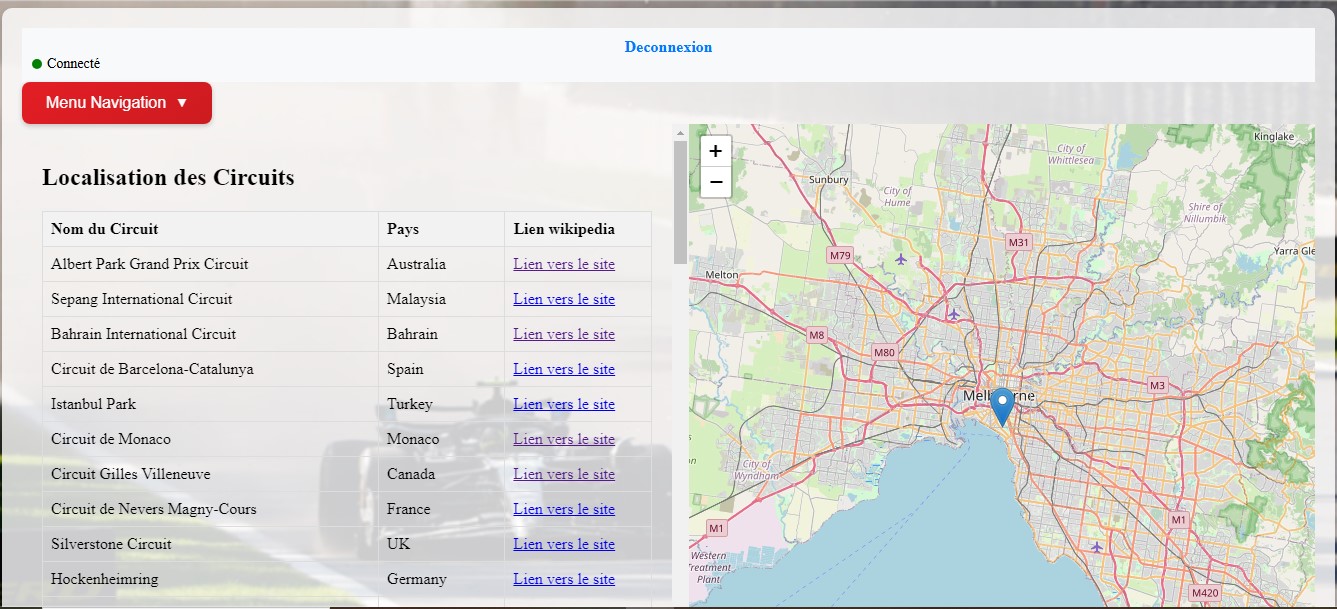 Deconnexion
Connecté
Menu Navigation ▼
Localisation des Circuits
Nom du Circuit Pays Lien wikipedia
Albert Park Grand Prix Circuit Australia Lien vers le site
Sepang International Circuit Malaysia Lien vers le site
Bahrain International Circuit Bahrain Lien vers le site
Circuit de Barcelona-Catalunya Spain Lien vers le site
Istanbul Park Turkey Lien vers le site
Circuit de Monaco Monaco Lien vers le site
Circuit Gilles Villeneuve Canada Lien vers le site
Circuit de Nevers Magny-Cours France Lien vers le site
Silverstone Circuit UK Lien vers le site
Hockenheimring Germany Lien vers le site
+
−
Kinglake
City of
Whittlesea
Sunbury
City of
Hume
Shire of
Nillumbik
M31
M79
Yarra Gle
Melton
M8
M80
M3
Melbourne
City of
Wyndham
M1
M1
Western
Treatment
Plant
M420